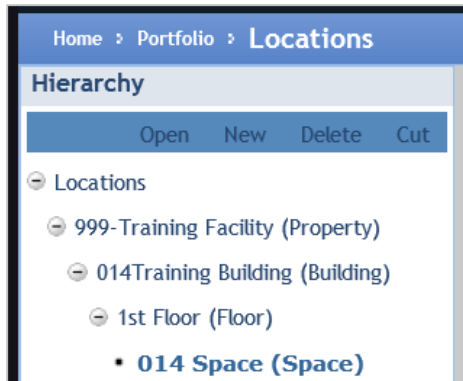 Home › Portfolio › Locations
Hierarchy
Open New Delete Cut
Locations
999-Training Facility (Property)
014Training Building (Building)
1st Floor (Floor)
014 Space (Space)